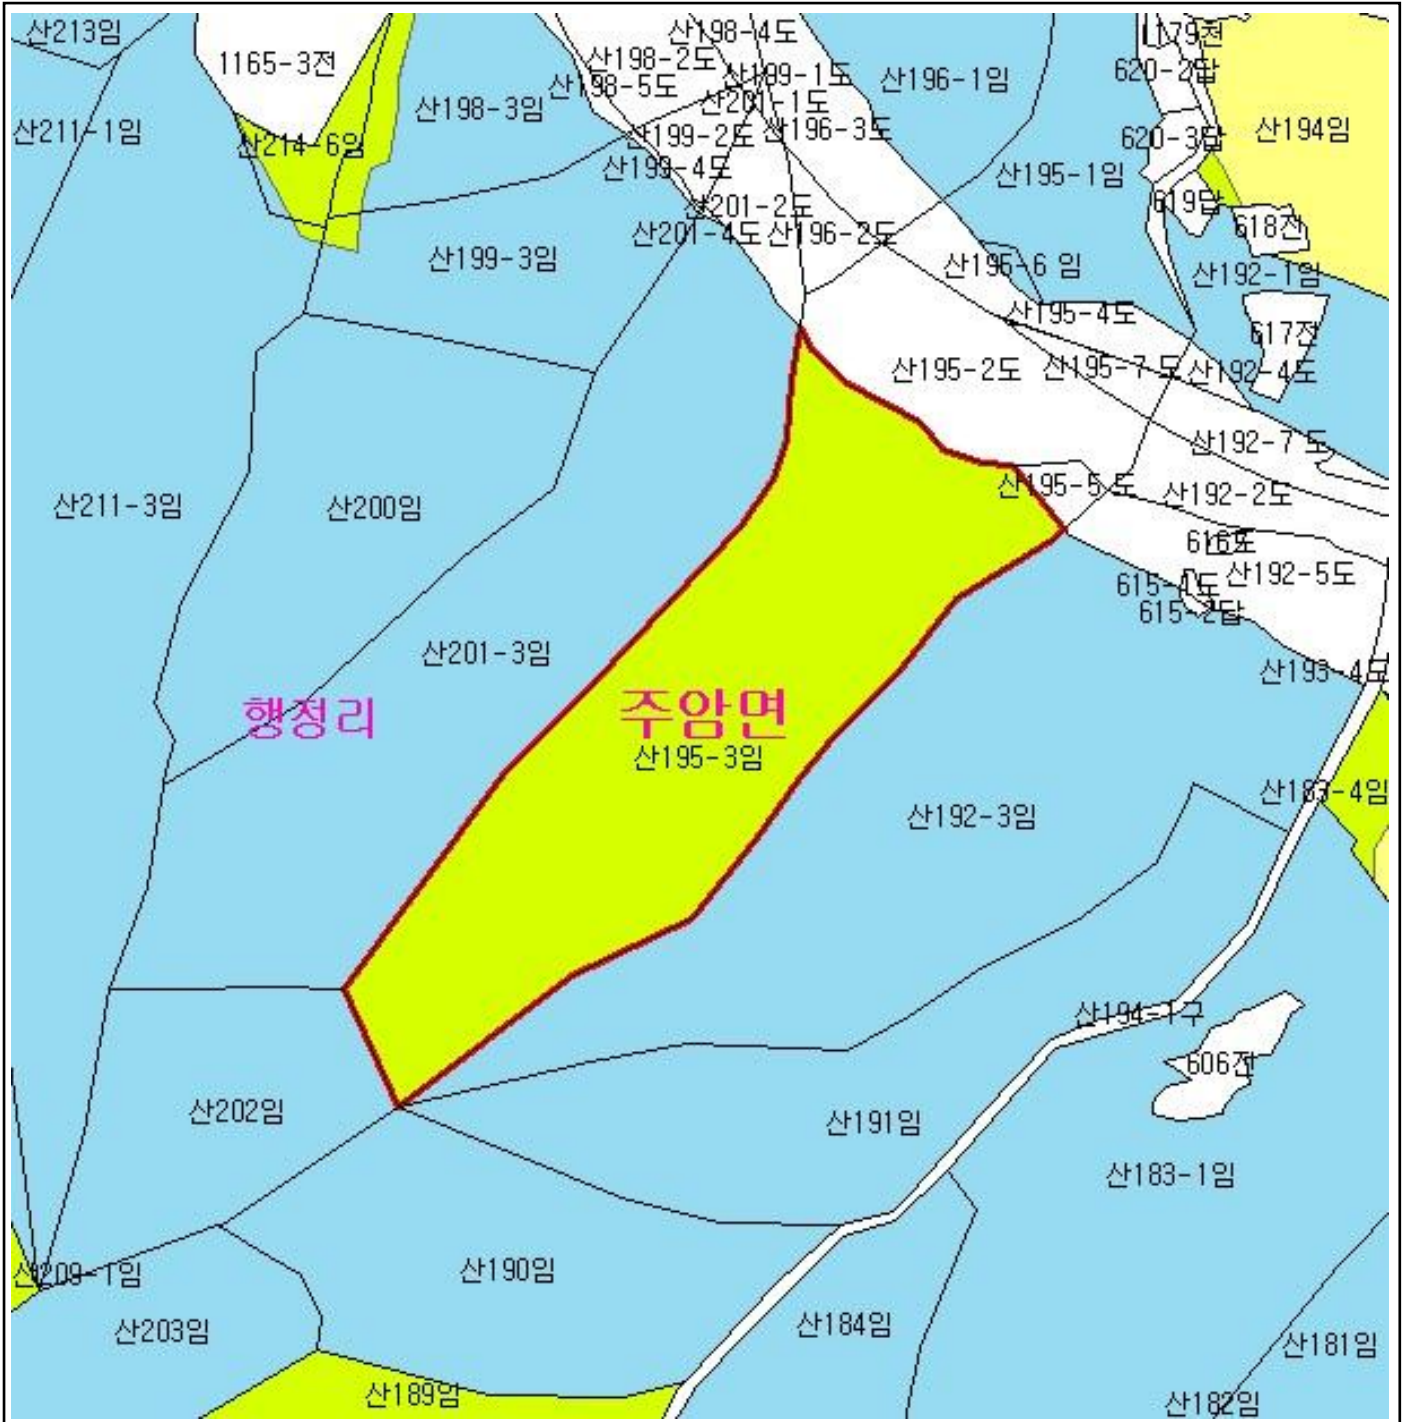 산213임
1165-3전
산198-4도
산198-2도
산198-5도
산199-1도
산201-1도
산196-1임
1179천
620-2답
산211-1임
산214-6임
산198-3임
산199-2도
산196-3도
620-3답
산194임
산199-4도
산195-1임
619답
산201-2도
산201-4도
산196-2도
618전
산199-3임
산195-6 임
산192-1임
산195-4도
617전
산195-2도
산195-7 도
산192-4도
산192-7 도
산211-3임
산200임
산195-5 도
산192-2도
616도
산192-5도
615-1도
615-2답
산201-3임
산193-4도
행정리
주암면
산195-3임
산183-4임
산192-3임
산194-1구
606전
산202임
산191임
산183-1임
산209-1임
산190임
산203임
산184임
산181임
산189임
산182임